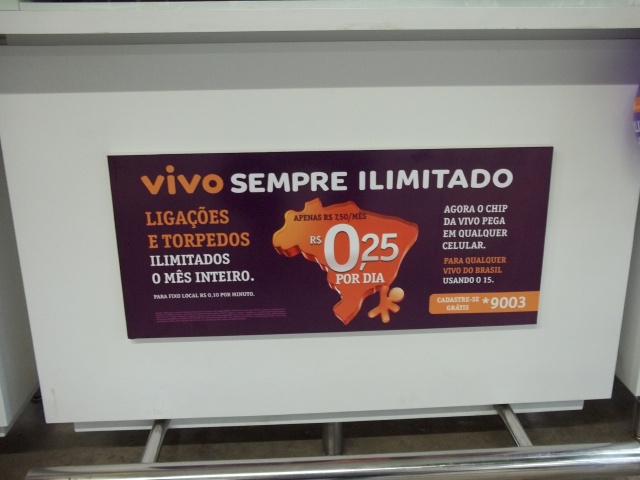 vivo SEMPRE ILIMITADO
LIGAÇÕES
E TORPEDOS
ILIMITADOS
O MÊS INTEIRO.
PARA FIXO LOCAL R$ 0,10 POR MINUTO.
APENAS R$ 7,50/MÊS
R$ 0,25
POR DIA
AGORA O CHIP
DA VIVO PEGA
EM QUALQUER
CELULAR.
PARA QUALQUER
VIVO DO BRASIL
USANDO O 15.
CADASTRE-SE
GRÁTIS *9003